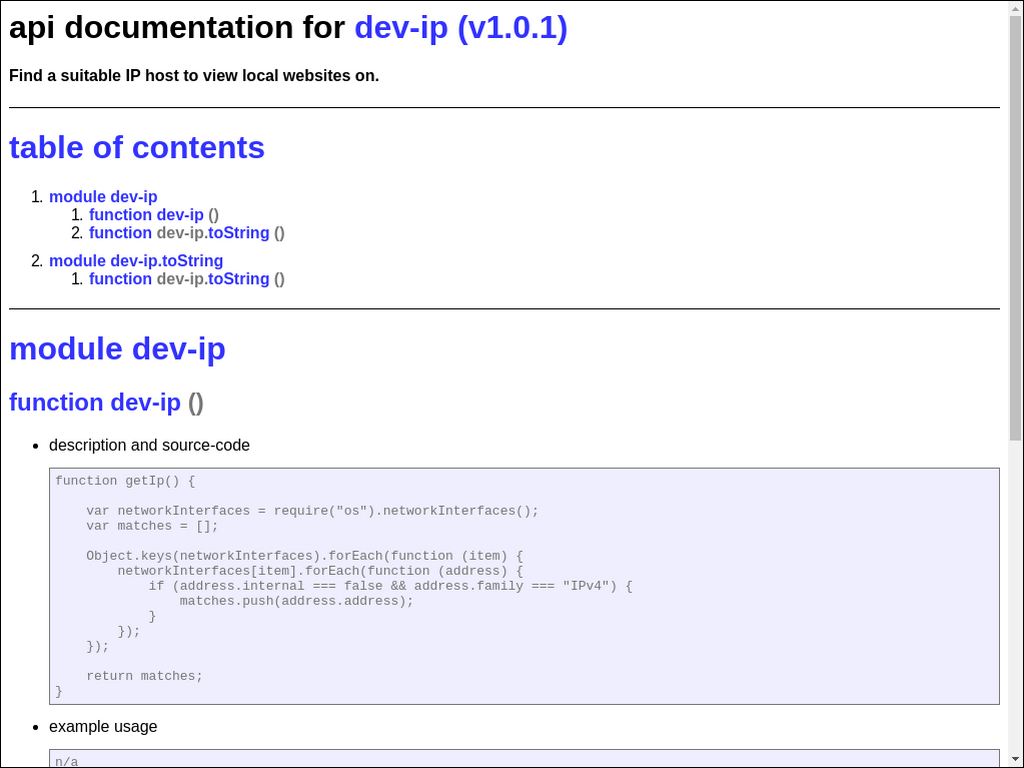 api documentation for dev-ip (v1.0.1)
Find a suitable IP host to view local websites on.
table of contents
1. module dev-ip
1. function dev-ip ()
2. function dev-ip.toString ()
2. module dev-ip.toString
1. function dev-ip.toString ()
module dev-ip
function dev-ip ()
• description and source-code
function getIp() {
    var networkInterfaces = require("os").networkInterfaces();
    var matches = [];
    Object.keys(networkInterfaces).forEach(function (item) {
        networkInterfaces[item].forEach(function (address) {
            if (address.internal === false && address.family === "IPv4") {
                matches.push(address.address);
            }
        });
    });
    return matches;
}
• example usage
n/a